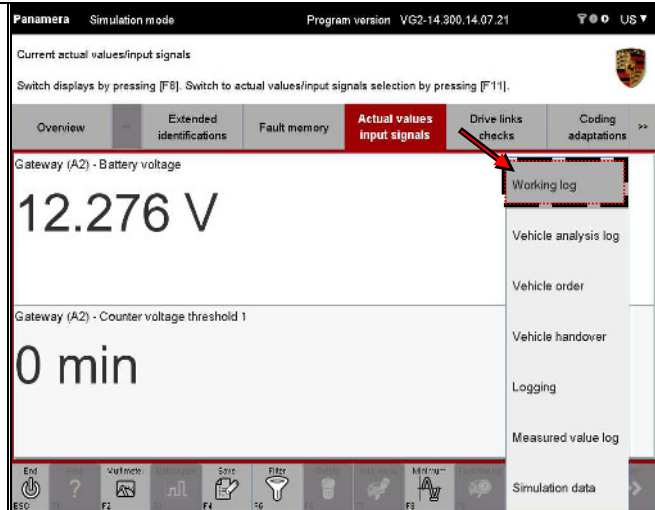 Panamera Simulation mode Program version VG2-14.300.14.07.21 US
Current actual values/input signals
Switch displays by pressing [F8]. Switch to actual values/input signals selection by pressing [F11].
Overview
Extended
identifications
Fault memory
Actual values
input signals
Drive links
checks
Coding
adaptations
>>
Gateway (A2) - Battery voltage
12.276 V
Gateway (A2) - Counter voltage threshold 1
0 min
Working log
Vehicle analysis log
Vehicle order
Vehicle handover
Logging
Measured value log
Simulation data
End
Multimeter
Save
Filter
Delete
Minimum
ESC F1 F2 F4 F6 F8